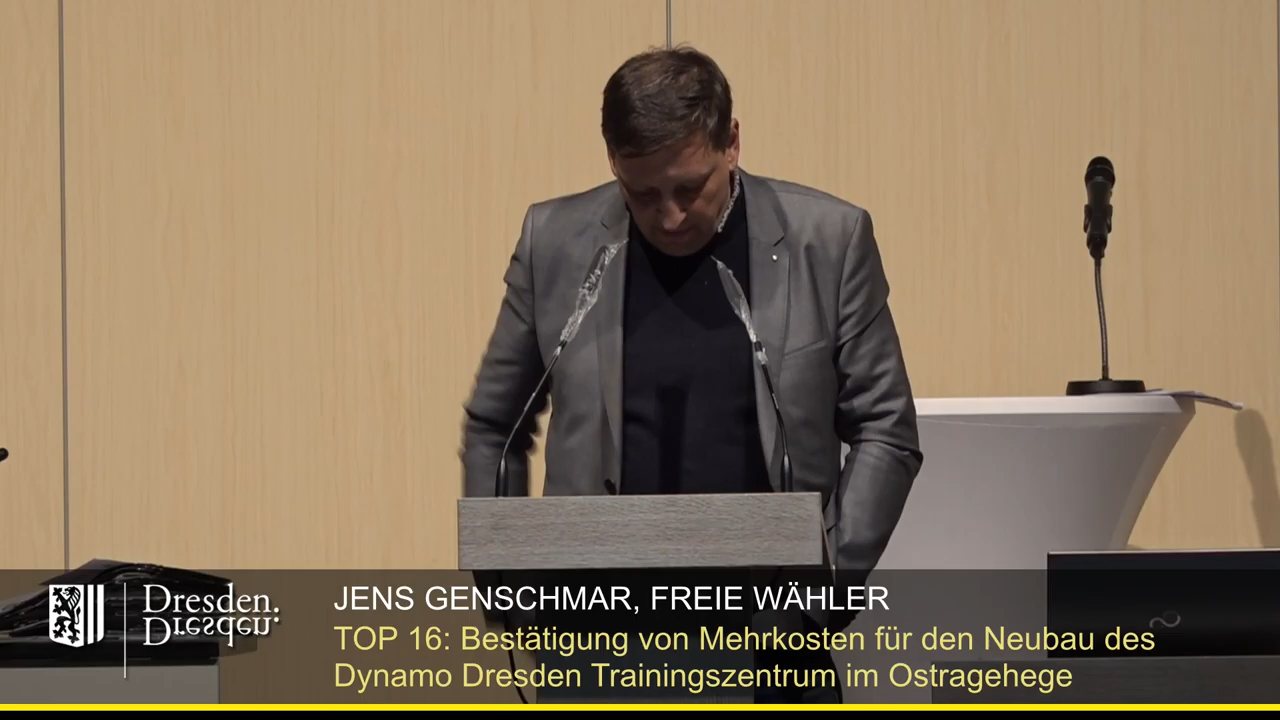 JENS GENSCHMAR, FREIE WÄHLER
Dresden.
Dresden.
TOP 16: Bestätigung von Mehrkosten für den Neubau des
Dynamo Dresden Trainingszentrum im Ostragehege